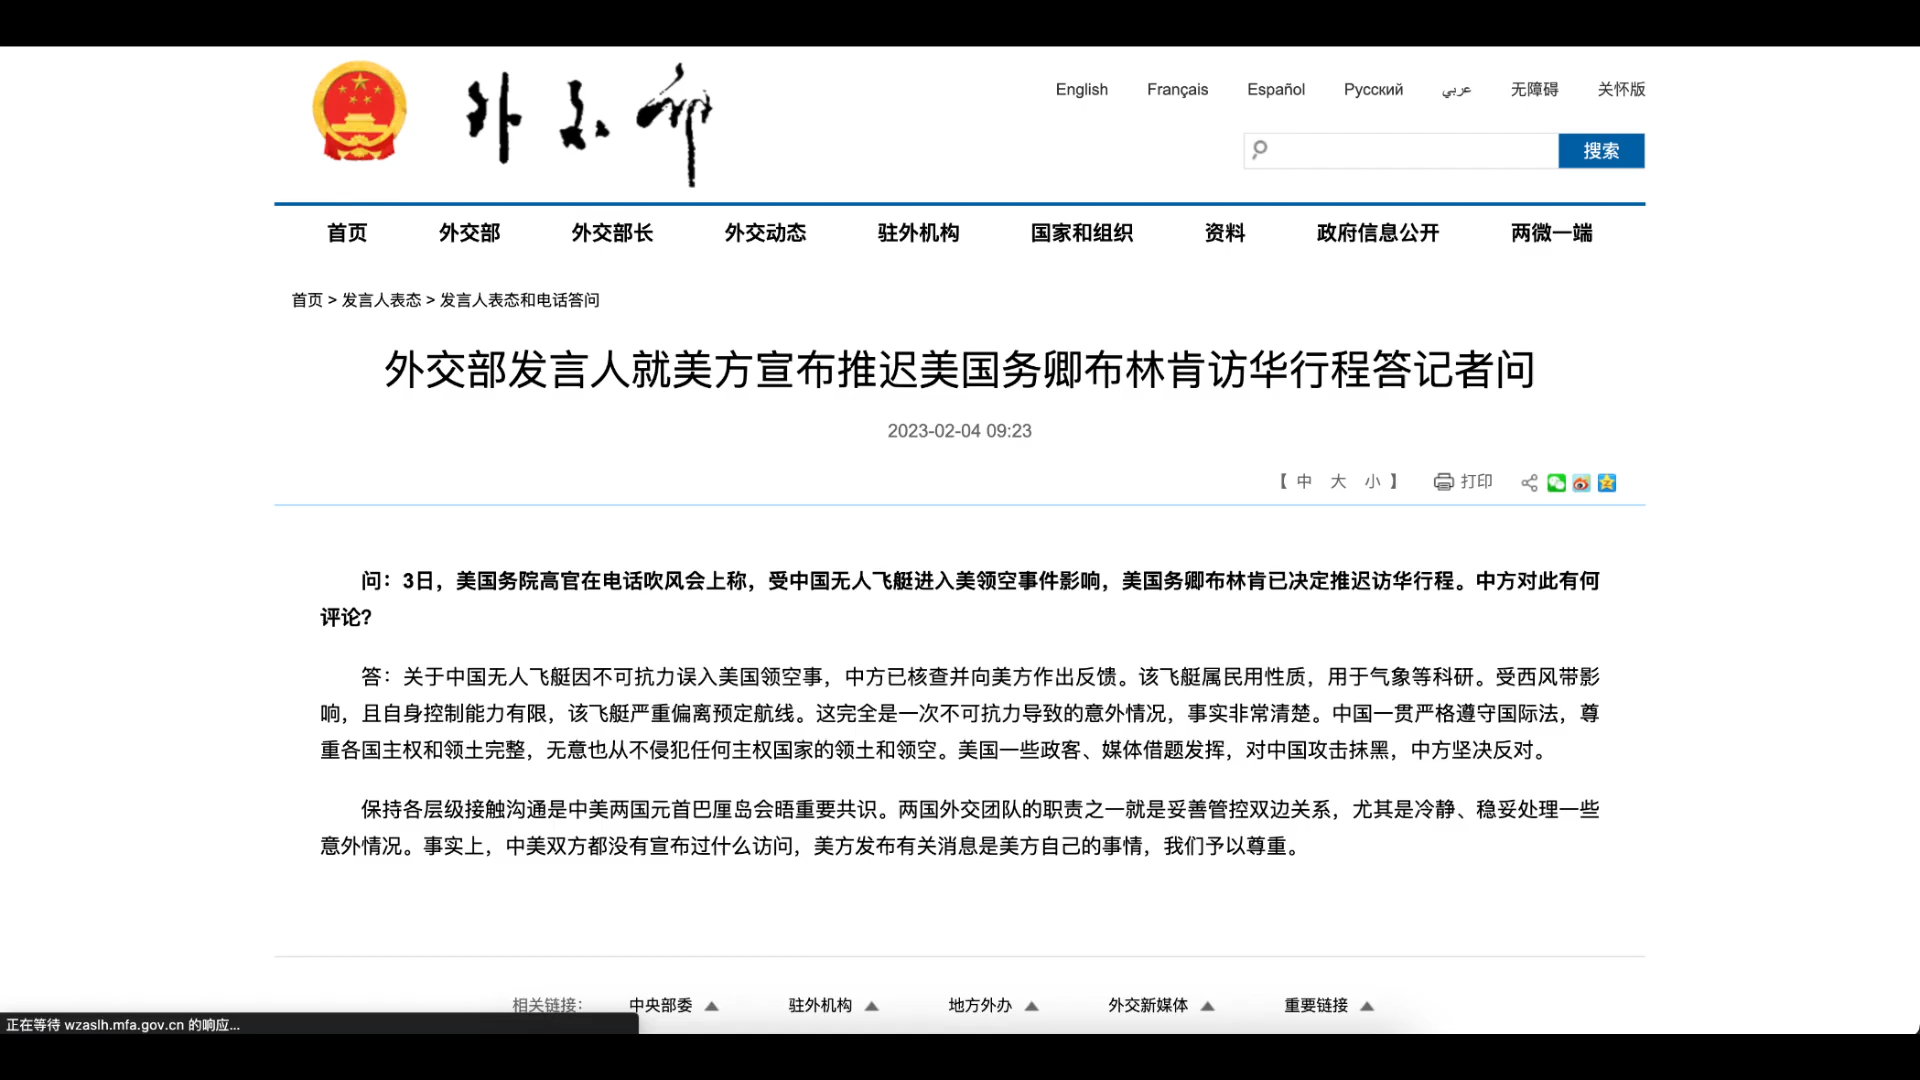 外交部
English Français Español Русский عربي 无障碍 关怀版
搜索
首页 外交部 外交部长 外交动态 驻外机构 国家和组织 资料 政府信息公开 两微一端
首页 > 发言人表态 > 发言人表态和电话答问
外交部发言人就美方宣布推迟美国务卿布林肯访华行程答记者问
2023-02-04 09:23
【 中 大 小 】 打印
问：3日，美国务院高官在电话吹风会上称，受中国无人飞艇进入美领空事件影响，美国务卿布林肯已决定推迟访华行程。中方对此有何
评论?
答：关于中国无人飞艇因不可抗力误入美国领空事，中方已核查并向美方作出反馈。该飞艇属民用性质，用于气象等科研。受西风带影
响，且自身控制能力有限，该飞艇严重偏离预定航线。这完全是一次不可抗力导致的意外情况，事实非常清楚。中国一贯严格遵守国际法，尊
重各国主权和领土完整，无意也从不侵犯任何主权国家的领土和领空。美国一些政客、媒体借题发挥，对中国攻击抹黑，中方坚决反对。
保持各层级接触沟通是中美两国元首巴厘岛会晤重要共识。两国外交团队的职责之一就是妥善管控双边关系，尤其是冷静、稳妥处理一些
意外情况。事实上，中美双方都没有宣布过什么访问，美方发布有关消息是美方自己的事情，我们予以尊重。
相关链接： 中央部委 驻外机构 地方外办 外交新媒体 重要链接
正在等待 wzaslh.mfa.gov.cn 的响应...